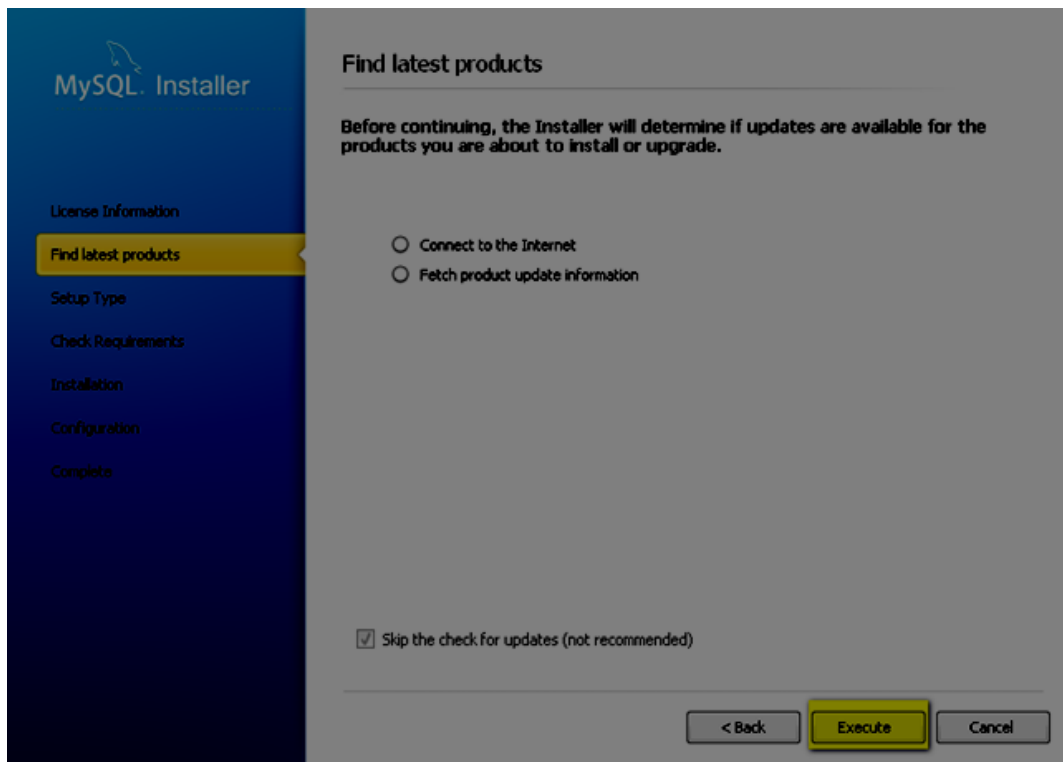 MySQL. Installer
License Information
Find latest products
Setup Type
Check Requirements
Installation
Configuration
Complete
Find latest products
Before continuing, the Installer will determine if updates are available for the
products you are about to install or upgrade.
Connect to the Internet
Fetch product update information
Skip the check for updates (not recommended)
< Back
Execute
Cancel